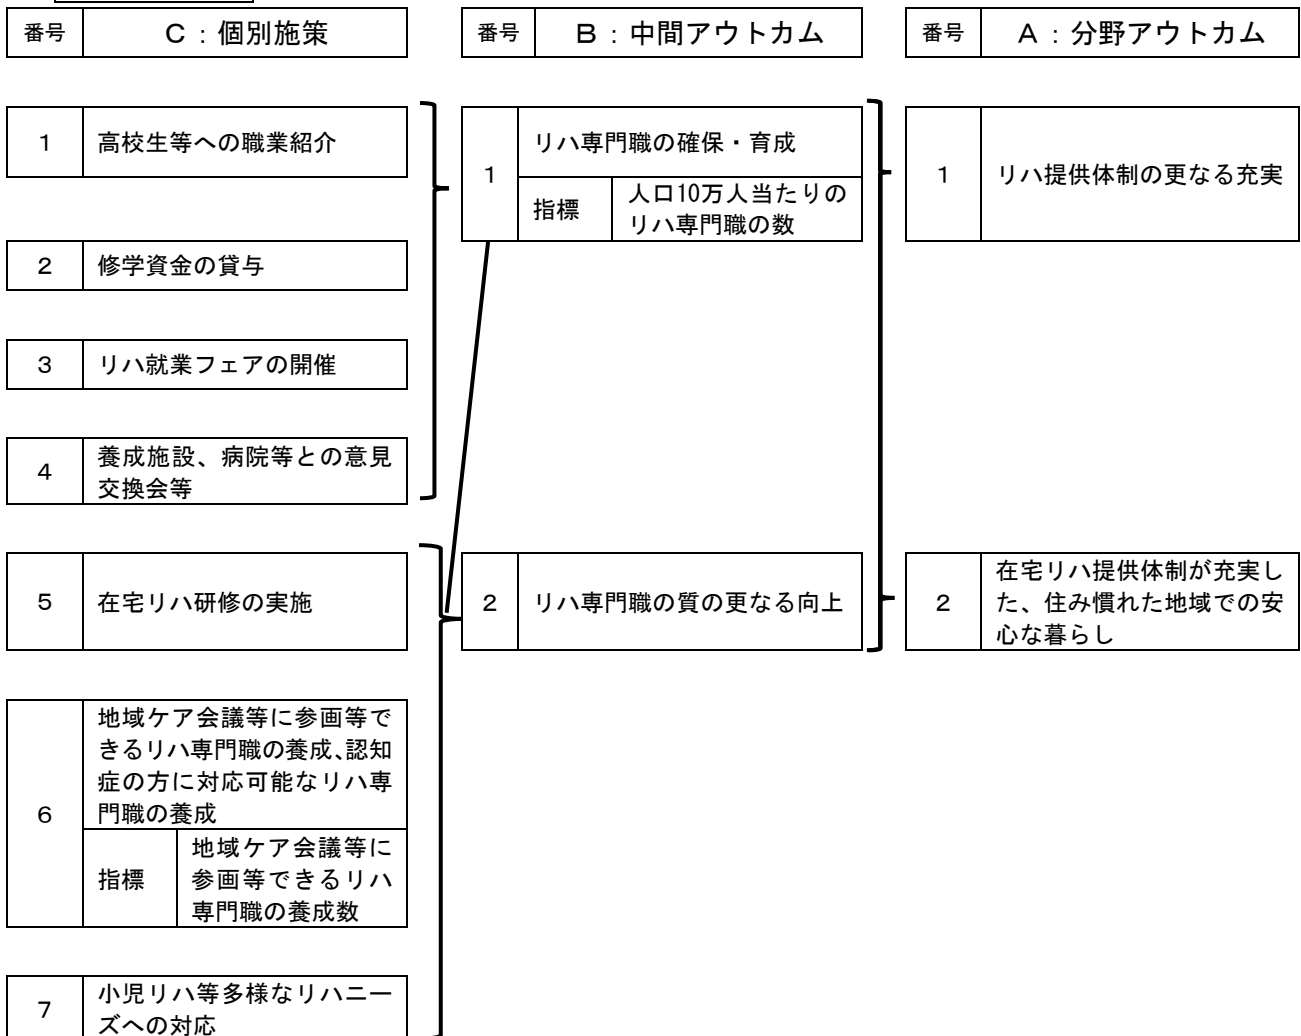 番号 C：個別施策
番号 B：中間アウトカム
番号 A：分野アウトカム
1 高校生等への職業紹介
2 修学資金の貸与
3 リハ就業フェアの開催
4 養成施設、病院等との意見
交換会等
5 在宅リハ研修の実施
6 地域ケア会議等に参画等で
きるリハ専門職の養成、認知
症の方に対応可能なリハ専
門職の養成
指標 地域ケア会議等に
参画等できるリハ
専門職の養成数
7 小児リハ等多様なリハニー
ズへの対応
1 リハ専門職の確保・育成
指標 人口10万人当たりの
リハ専門職の数
2 リハ専門職の質の更なる向上
1 リハ提供体制の更なる充実
2 在宅リハ提供体制が充実し
た、住み慣れた地域での安
心な暮らし